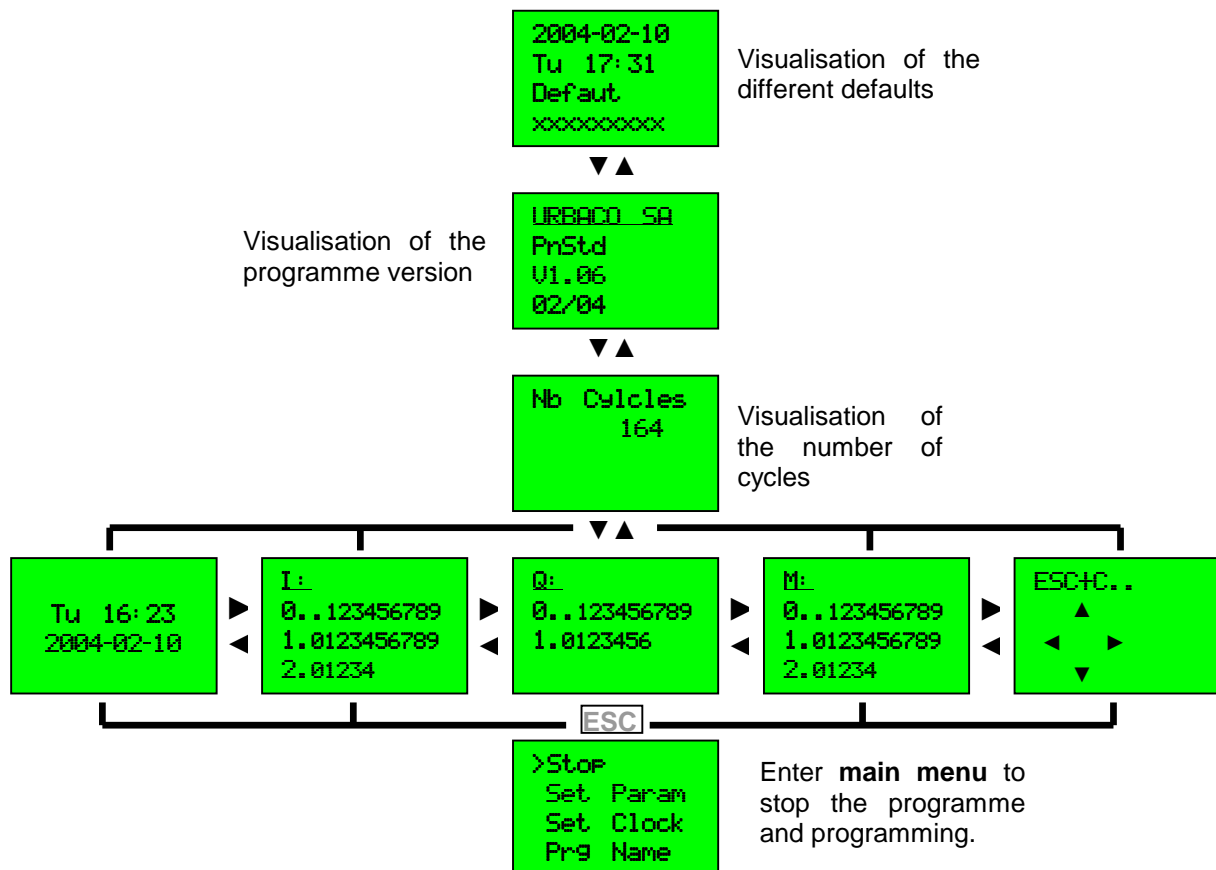 2004-02-10
Tu 17:31
Defaut
xxxxxxxxx
Visualisation of the
different defaults
▼▲
Visualisation of the
programme version
URBACO SA
PnStd
V1.06
02/04
▼▲
Nb Cylcles
164
Visualisation of
the number of
cycles
▼▲
Tu 16:23
2004-02-10
►
◄
I:
0..123456789
1.0123456789
2.01234
►
◄
Q:
0..123456789
1.0123456
►
◄
M:
0..123456789
1.0123456789
2.01234
►
◄
ESC+C..
▲
◄ ►
▼
ESC
>Stop
Set Param
Set Clock
Prg Name
Enter main menu to
stop the programme
and programming.